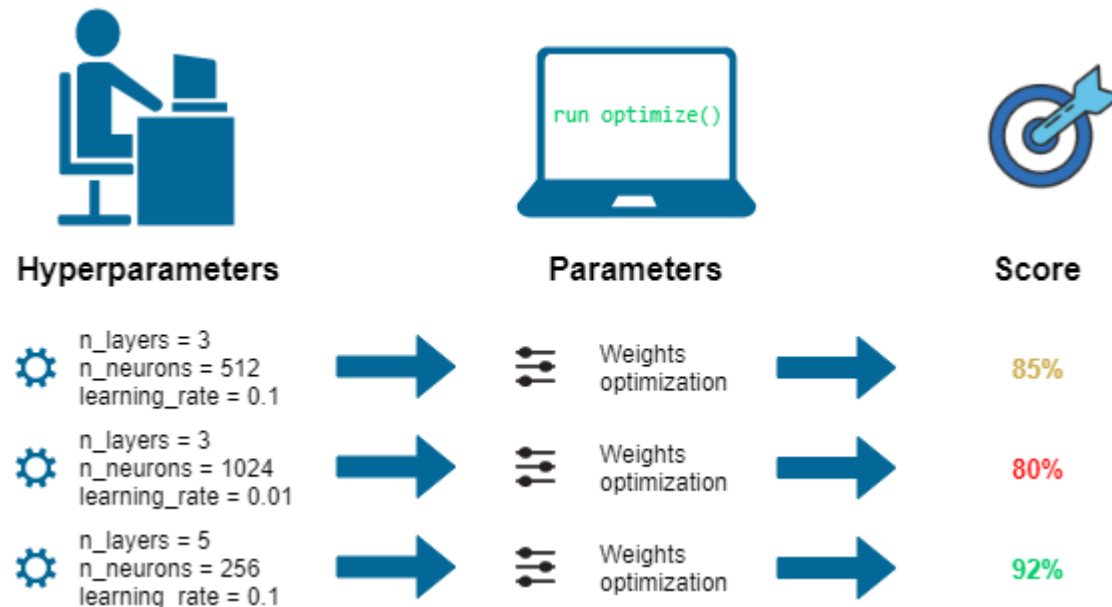 run optimize()
Hyperparameters
Parameters
Score
n_layers = 3
n_neurons = 512
learning_rate = 0.1
Weights
optimization
85%
n_layers = 3
n_neurons = 1024
learning_rate = 0.01
Weights
optimization
80%
n_layers = 5
n_neurons = 256
learning_rate = 0.1
Weights
optimization
92%